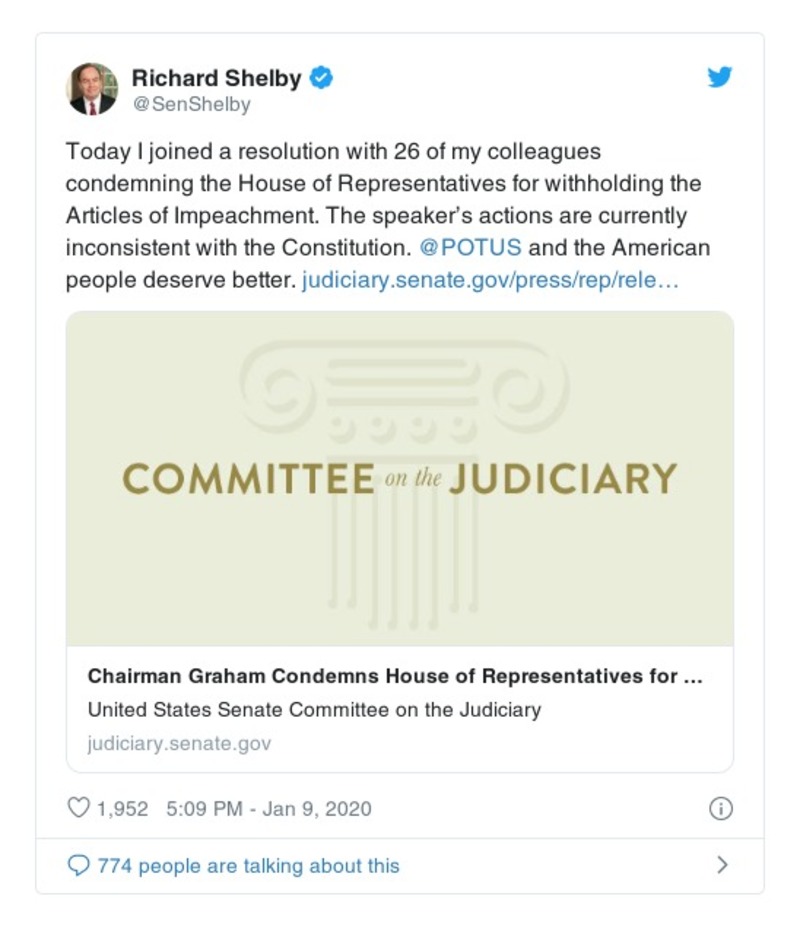 Richard Shelby
@SenShelby
Today I joined a resolution with 26 of my colleagues
condemning the House of Representatives for withholding the
Articles of Impeachment. The speaker’s actions are currently
inconsistent with the Constitution. @POTUS and the American
people deserve better. judiciary.senate.gov/press/rep/rele…
COMMITTEE on the JUDICIARY
Chairman Graham Condemns House of Representatives for ...
United States Senate Committee on the Judiciary
judiciary.senate.gov
1,952 5:09 PM - Jan 9, 2020
774 people are talking about this